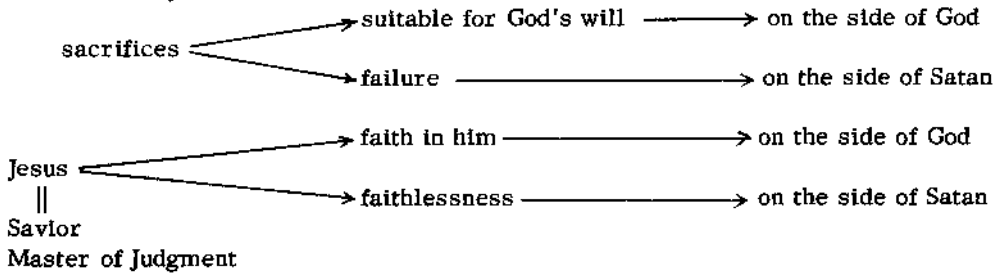 suitable for God's will → on the side of God
sacrifices
failure → on the side of Satan
faith in him → on the side of God
Jesus
faithlessness → on the side of Satan
||
Savior
Master of Judgment